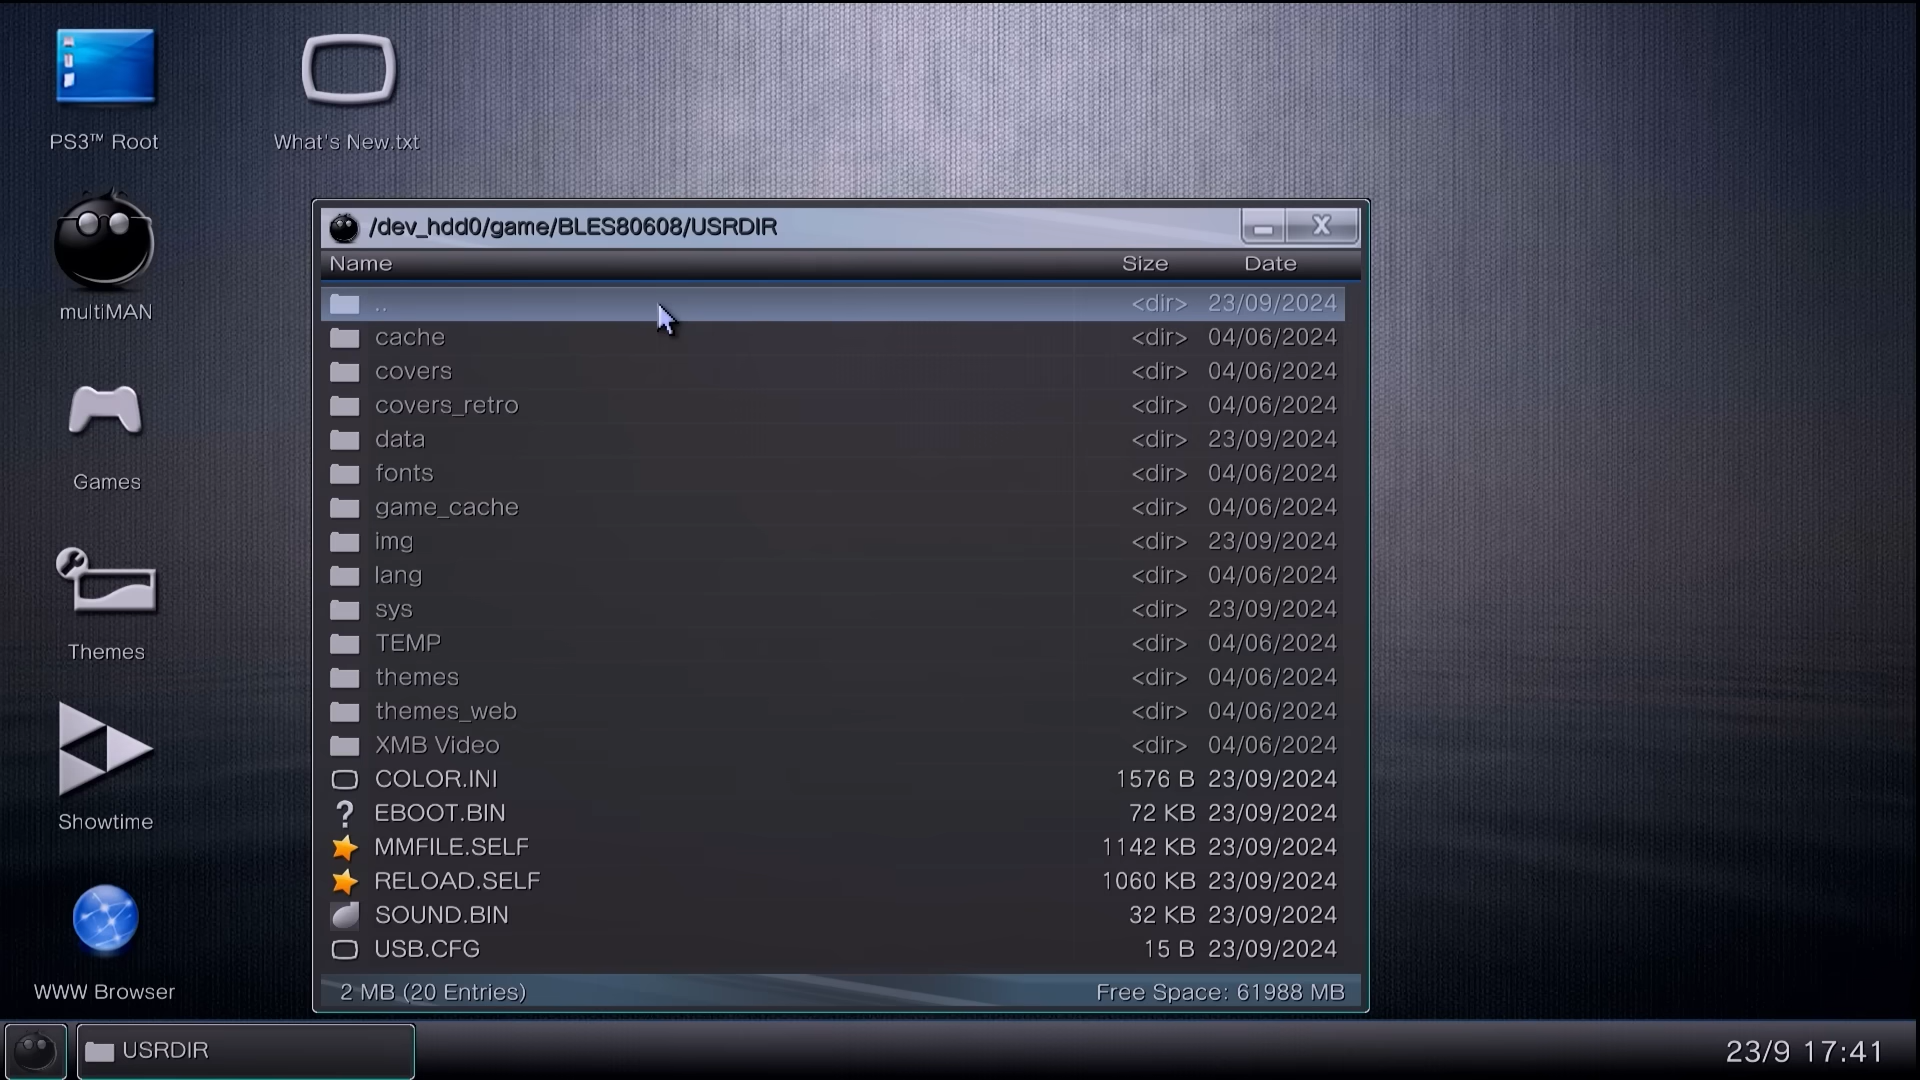 PS3™ Root
What's New.txt
multiMAN
Games
Themes
Showtime
WWW Browser
/dev_hdd0/game/BLES80608/USRDIR
X
Name Size Date
.. <dir> 23/09/2024
cache <dir> 04/06/2024
covers <dir> 04/06/2024
covers_retro <dir> 04/06/2024
data <dir> 23/09/2024
fonts <dir> 04/06/2024
game_cache <dir> 04/06/2024
img <dir> 23/09/2024
lang <dir> 04/06/2024
sys <dir> 23/09/2024
TEMP <dir> 04/06/2024
themes <dir> 04/06/2024
themes_web <dir> 04/06/2024
XMB Video <dir> 04/06/2024
COLOR.INI 1576 B 23/09/2024
? EBOOT.BIN 72 KB 23/09/2024
MMFILE.SELF 1142 KB 23/09/2024
RELOAD.SELF 1060 KB 23/09/2024
SOUND.BIN 32 KB 23/09/2024
USB.CFG 15 B 23/09/2024
2 MB (20 Entries) Free Space: 61988 MB
USRDIR
23/9 17:41